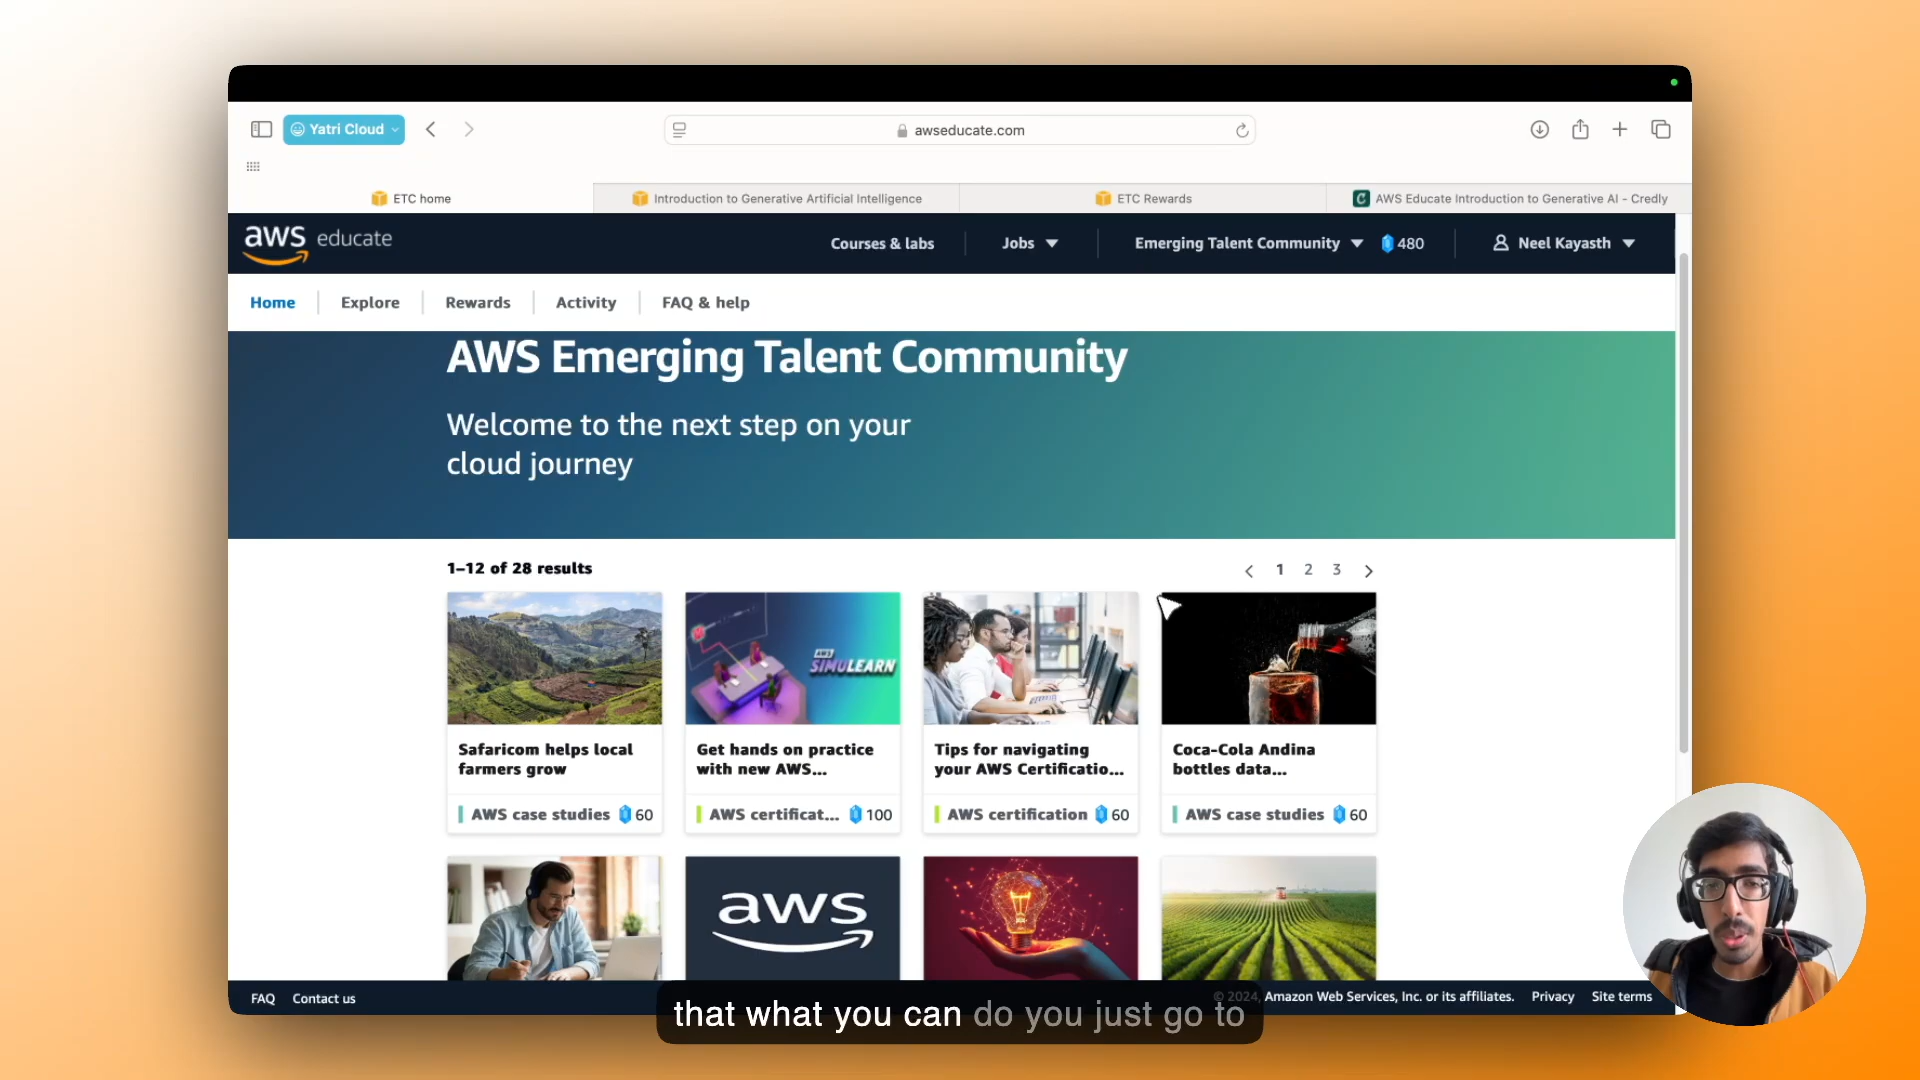 Yatri Cloud
awseducate.com
ETC home
Introduction to Generative Artificial Intelligence
ETC Rewards
AWS Educate Introduction to Generative AI - Credly
aws educate
Courses & labs
Jobs
Emerging Talent Community
480
Neel Kayasth
Home
Explore
Rewards
Activity
FAQ & help
AWS Emerging Talent Community
Welcome to the next step on your
cloud journey
1–12 of 28 results
1 2 3
AWS
SIMULEARN
Safaricom helps local
farmers grow
AWS case studies 60
Get hands on practice
with new AWS...
AWS certificat... 100
Tips for navigating
your AWS Certificatio...
AWS certification 60
Coca-Cola Andina
bottles data...
AWS case studies 60
aws
FAQ
Contact us
© 2024, Amazon Web Services, Inc. or its affiliates.
Privacy
Site terms
that what you can do you just go to